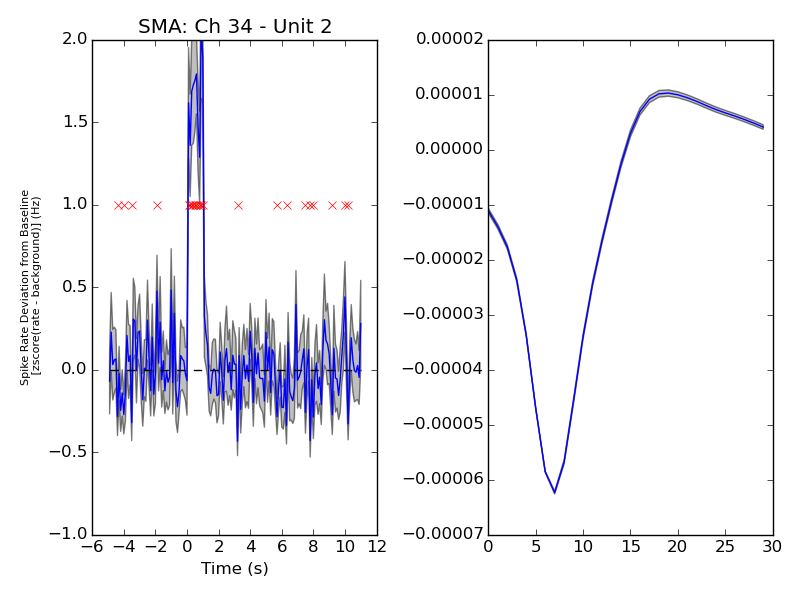 SMA: Ch 34 - Unit 2
2.0
1.5
1.0
0.5
0.0
−0.5
−1.0
Spike Rate Deviation from Baseline
[zscore(rate - background)] (Hz)
−6 −4 −2 0 2 4 6 8 10 12
Time (s)
0.00002
0.00001
0.00000
−0.00001
−0.00002
−0.00003
−0.00004
−0.00005
−0.00006
−0.00007
0 5 10 15 20 25 30